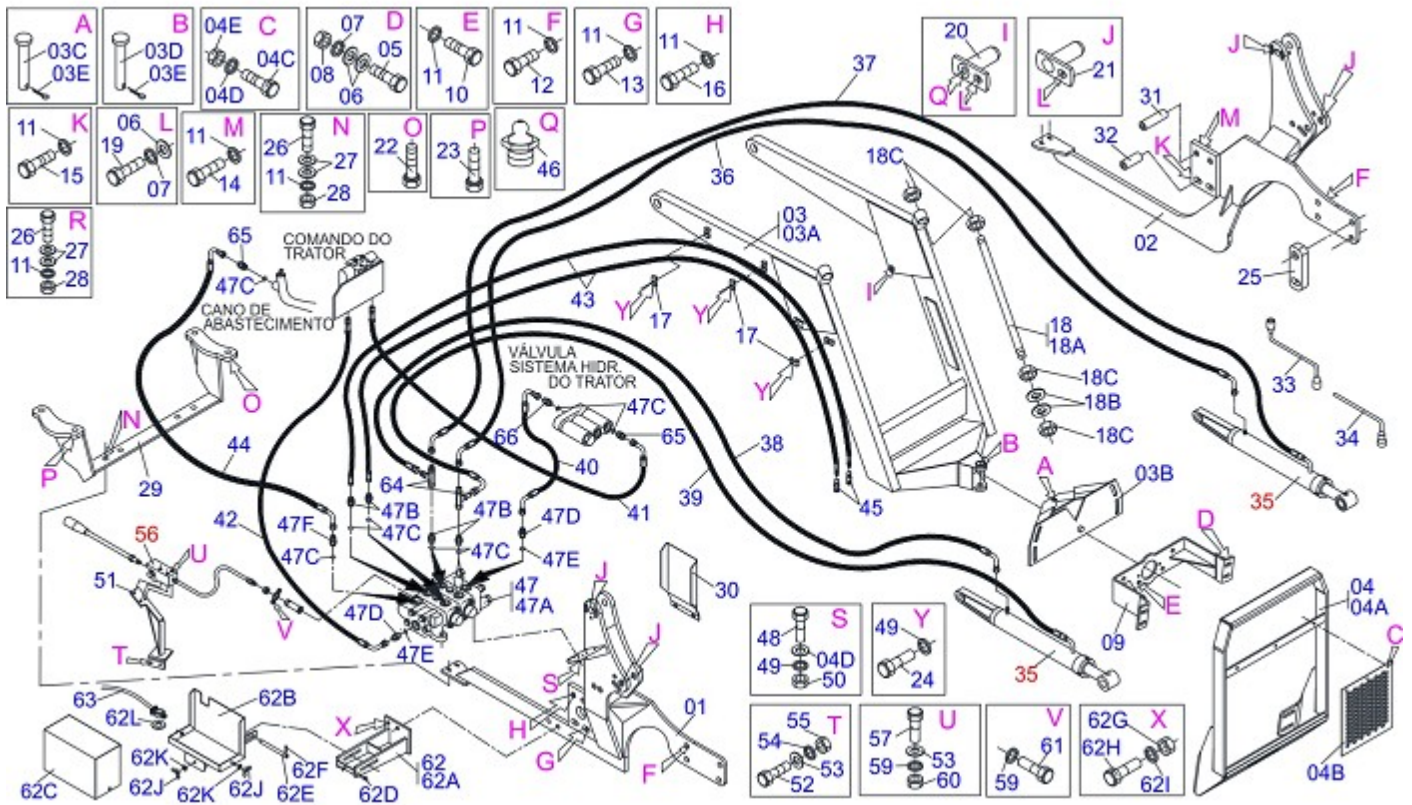 A
03C
03E
B
03D
03E
C
04E
04C
04D
D
07
05
08
06
E
11
10
F
11
12
G
11
13
H
11
16
I
20
Q
L
J
21
L
K
11
15
L
06
19
07
M
11
14
N
26
27
11
28
O
22
P
23
Q
46
R
26
27
11
28
37
36
J
J
31
32
M
K
F
02
25
18C
03
03A
I
18
18A
18C
18B
18C
33
34
65
47C
COMANDO DO
TRATOR
CANO DE
ABASTECIMENTO
43
Y
17
Y
17
17
Y
VÁLVULA
SISTEMA HIDR.
DO TRATOR
47C
65
66
40
O
N
P
29
44
64
41
38
39
45
B
A
03B
35
D
E
09
42
47F
47C
47B
47C
47B
47C
47D
47E
47
47A
47D
47E
30
56
U
51
V
T
J
J
S
H
G
F
01
35
04
04A
C
04B
63
62B
62L
62K
62J
62K
62J
62C
62F
62E
X
62
62A
62D
S
48
04D
49
50
Y
49
24
T
55
54
53
52
U
57
53
59
60
V
61
59
X
62G
62H
62I